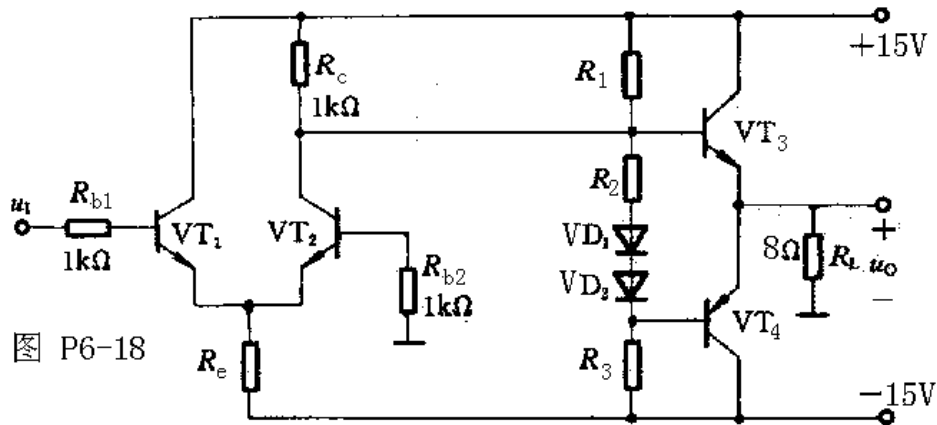 +15V
R_c
1kΩ
R_1
VT_3
R_2
u_I
R_b1
1kΩ
VT_1
VT_2
R_b2
1kΩ
VD_1
VD_2
8Ω
R_L
+
u_O
−
VT_4
图 P6-18
R_e
R_3
−15V